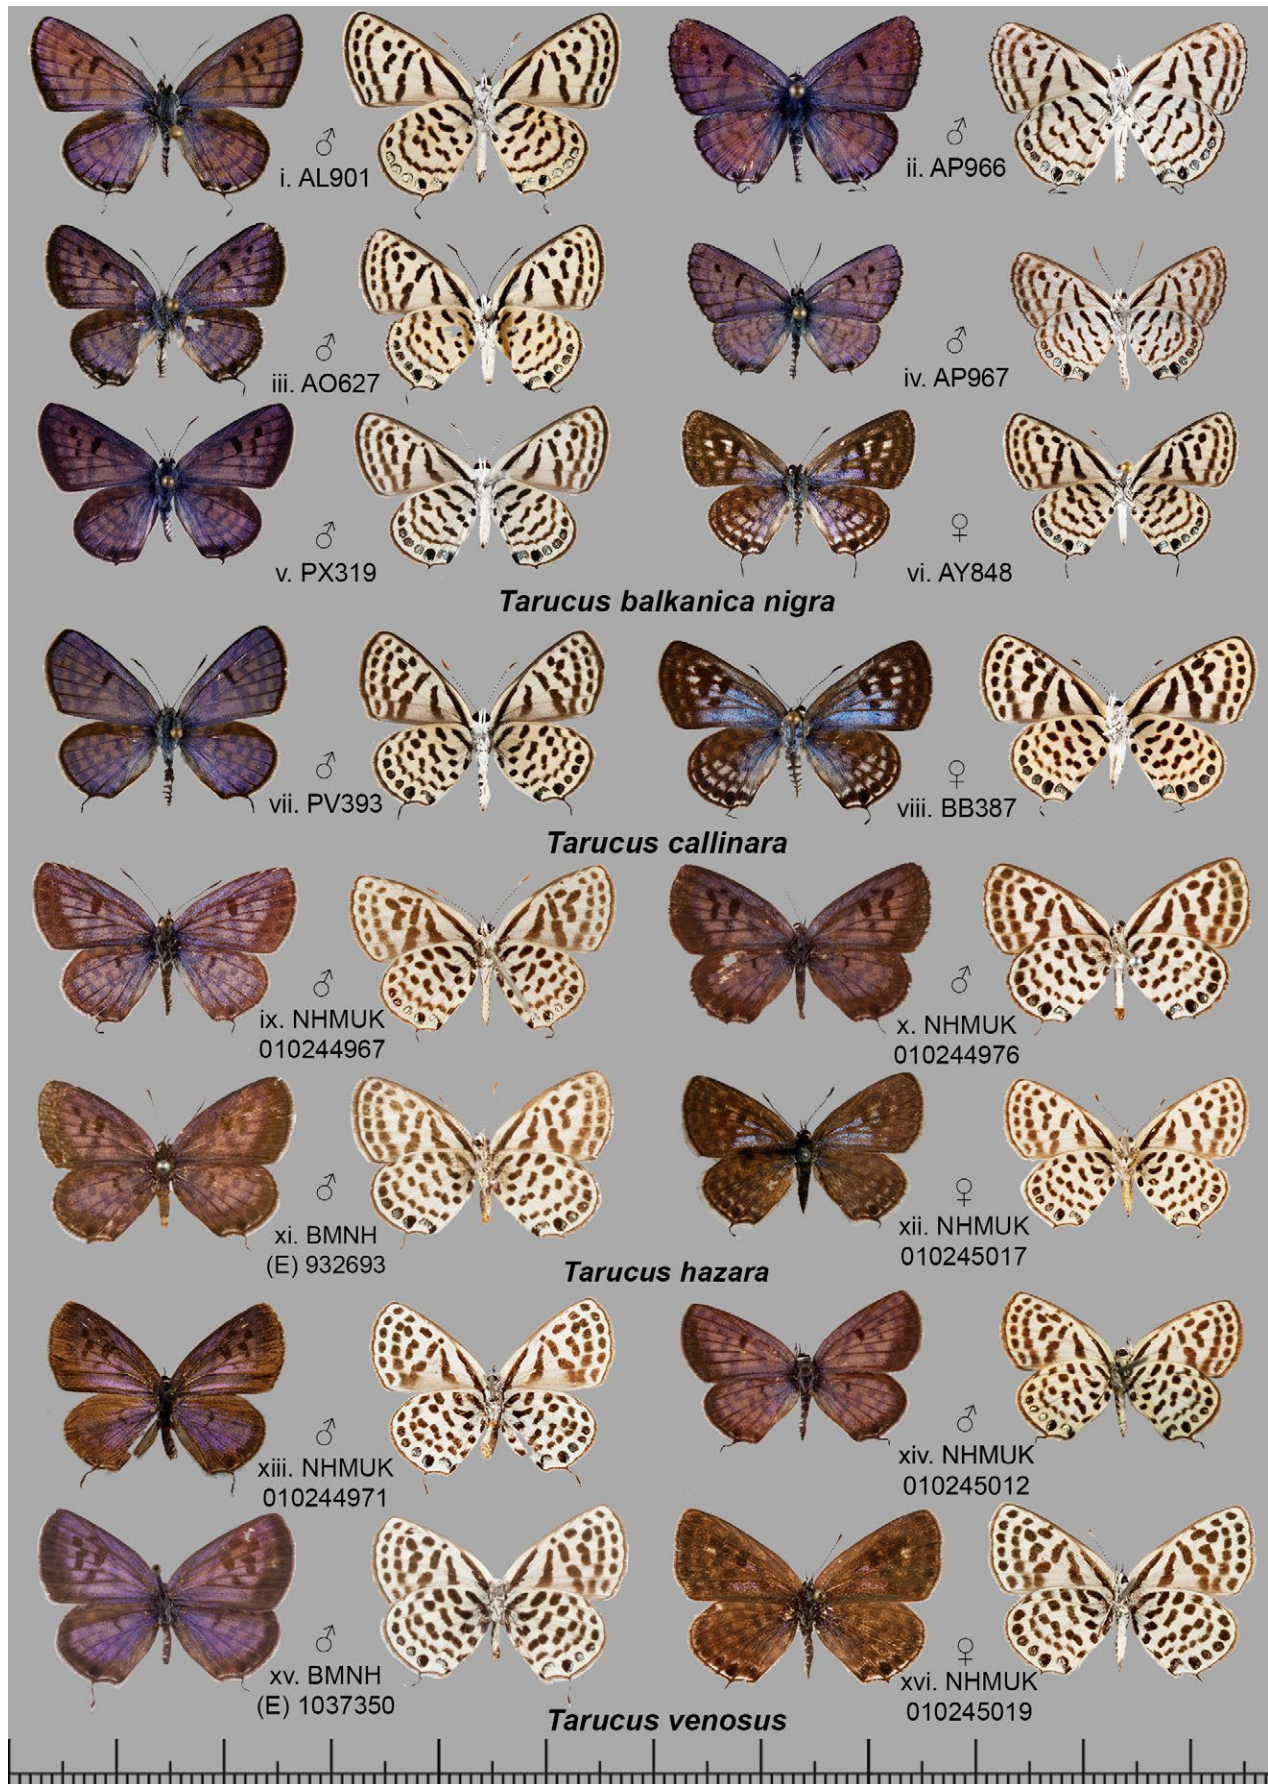 ♂ ♂
i. AL901 ii. AP966
♂ ♂
iii. AO627 iv. AP967
♂ ♀
v. PX319 vi. AY848
Tarucus balkanica nigra
♂ ♀
vii. PV393 viii. BB387
Tarucus callinara
♂ ♂
ix. NHMUK x. NHMUK
010244967 010244976
♂ ♀
xi. BMNH xii. NHMUK
(E) 932693 010245017
Tarucus hazara
♂ ♂
xiii. NHMUK xiv. NHMUK
010244971 010245012
♂ ♀
xv. BMNH xvi. NHMUK
(E) 1037350 010245019
Tarucus venosus